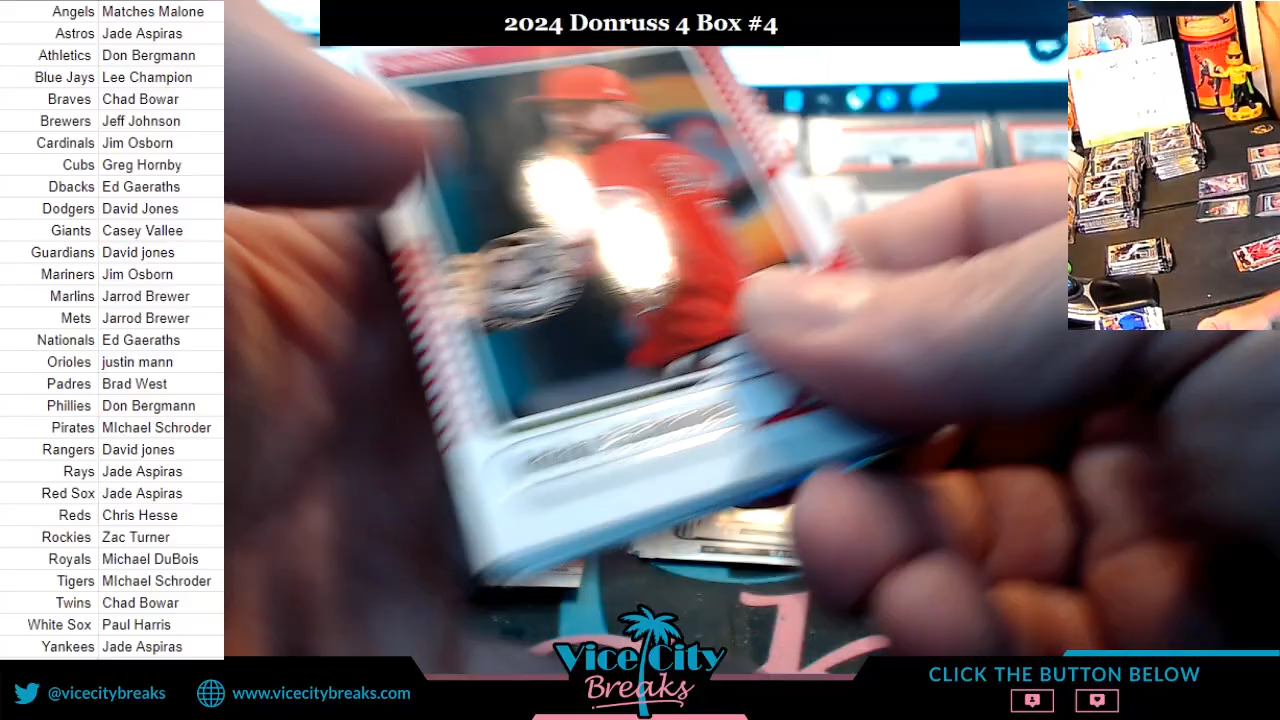 2024 Donruss 4 Box #4
Angels Matches Malone
Astros Jade Aspiras
Athletics Don Bergmann
Blue Jays Lee Champion
Braves Chad Bowar
Brewers Jeff Johnson
Cardinals Jim Osborn
Cubs Greg Hornby
Dbacks Ed Gaeraths
Dodgers David Jones
Giants Casey Vallee
Guardians David jones
Mariners Jim Osborn
Marlins Jarrod Brewer
Mets Jarrod Brewer
Nationals Ed Gaeraths
Orioles justin mann
Padres Brad West
Phillies Don Bergmann
Pirates MIchael Schroder
Rangers David jones
Rays Jade Aspiras
Red Sox Jade Aspiras
Reds Chris Hesse
Rockies Zac Turner
Royals Michael DuBois
Tigers MIchael Schroder
Twins Chad Bowar
White Sox Paul Harris
Yankees Jade Aspiras
@vicecitybreaks
www.vicecitybreaks.com
Vice City
Breaks
CLICK THE BUTTON BELOW